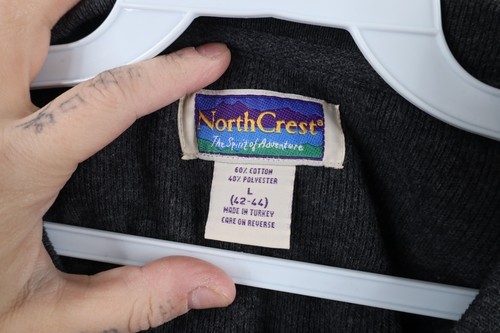 NorthCrest®
The Spirit of Adventure
60% COTTON
40% POLYESTER
L
(42-44)
MADE IN TURKEY
CARE ON REVERSE